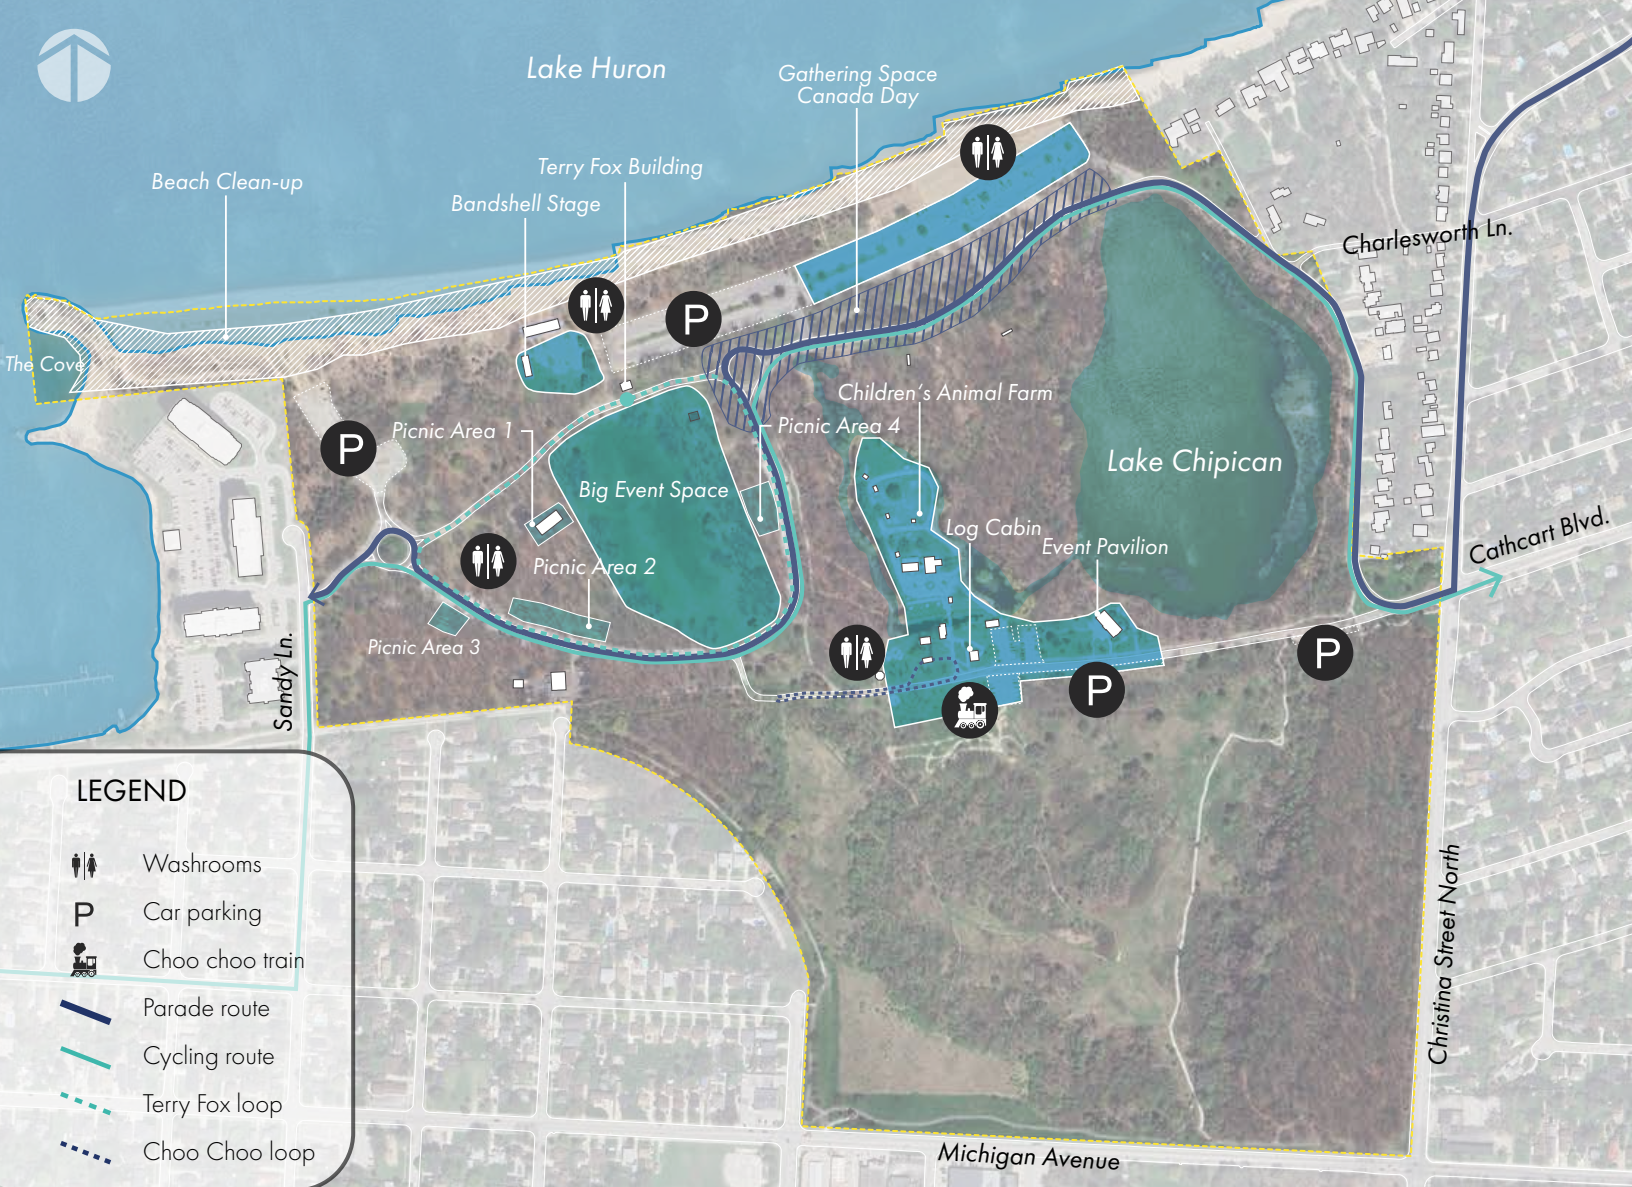 Lake Huron
Gathering Space
Canada Day
Terry Fox Building
Beach Clean-up
Bandshell Stage
Charlesworth Ln.
P
The Cove
Children's Animal Farm
Picnic Area 1
Picnic Area 4
P
Lake Chipican
Big Event Space
Log Cabin
Event Pavilion
Cathcart Blvd.
Picnic Area 2
Picnic Area 3
P
P
Sandy Ln.
Christina Street North
Michigan Avenue
LEGEND
Washrooms
P Car parking
Choo choo train
Parade route
Cycling route
Terry Fox loop
Choo Choo loop